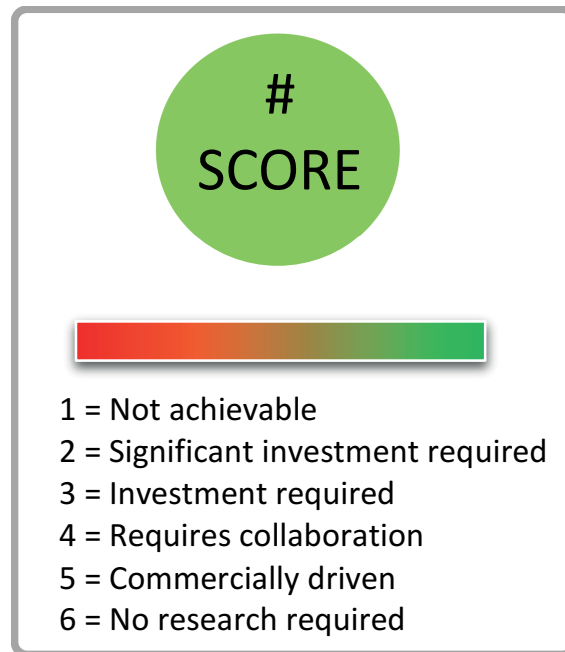 #
SCORE
1 = Not achievable
2 = Significant investment required
3 = Investment required
4 = Requires collaboration
5 = Commercially driven
6 = No research required